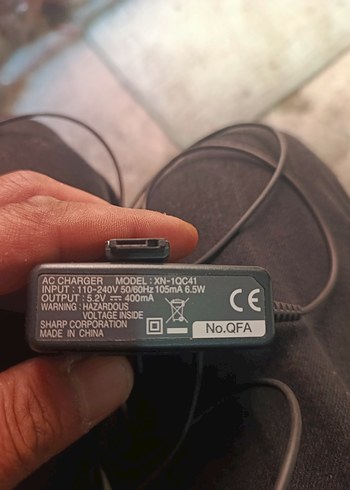 AC CHARGER MODEL : XN-1QC41
INPUT : 110-240V 50/60Hz 105mA 6.5W
OUTPUT : 5.2V ⎓ 400mA
WARNING : HAZARDOUS
VOLTAGE INSIDE
SHARP CORPORATION
MADE IN CHINA
CE
No.QFA